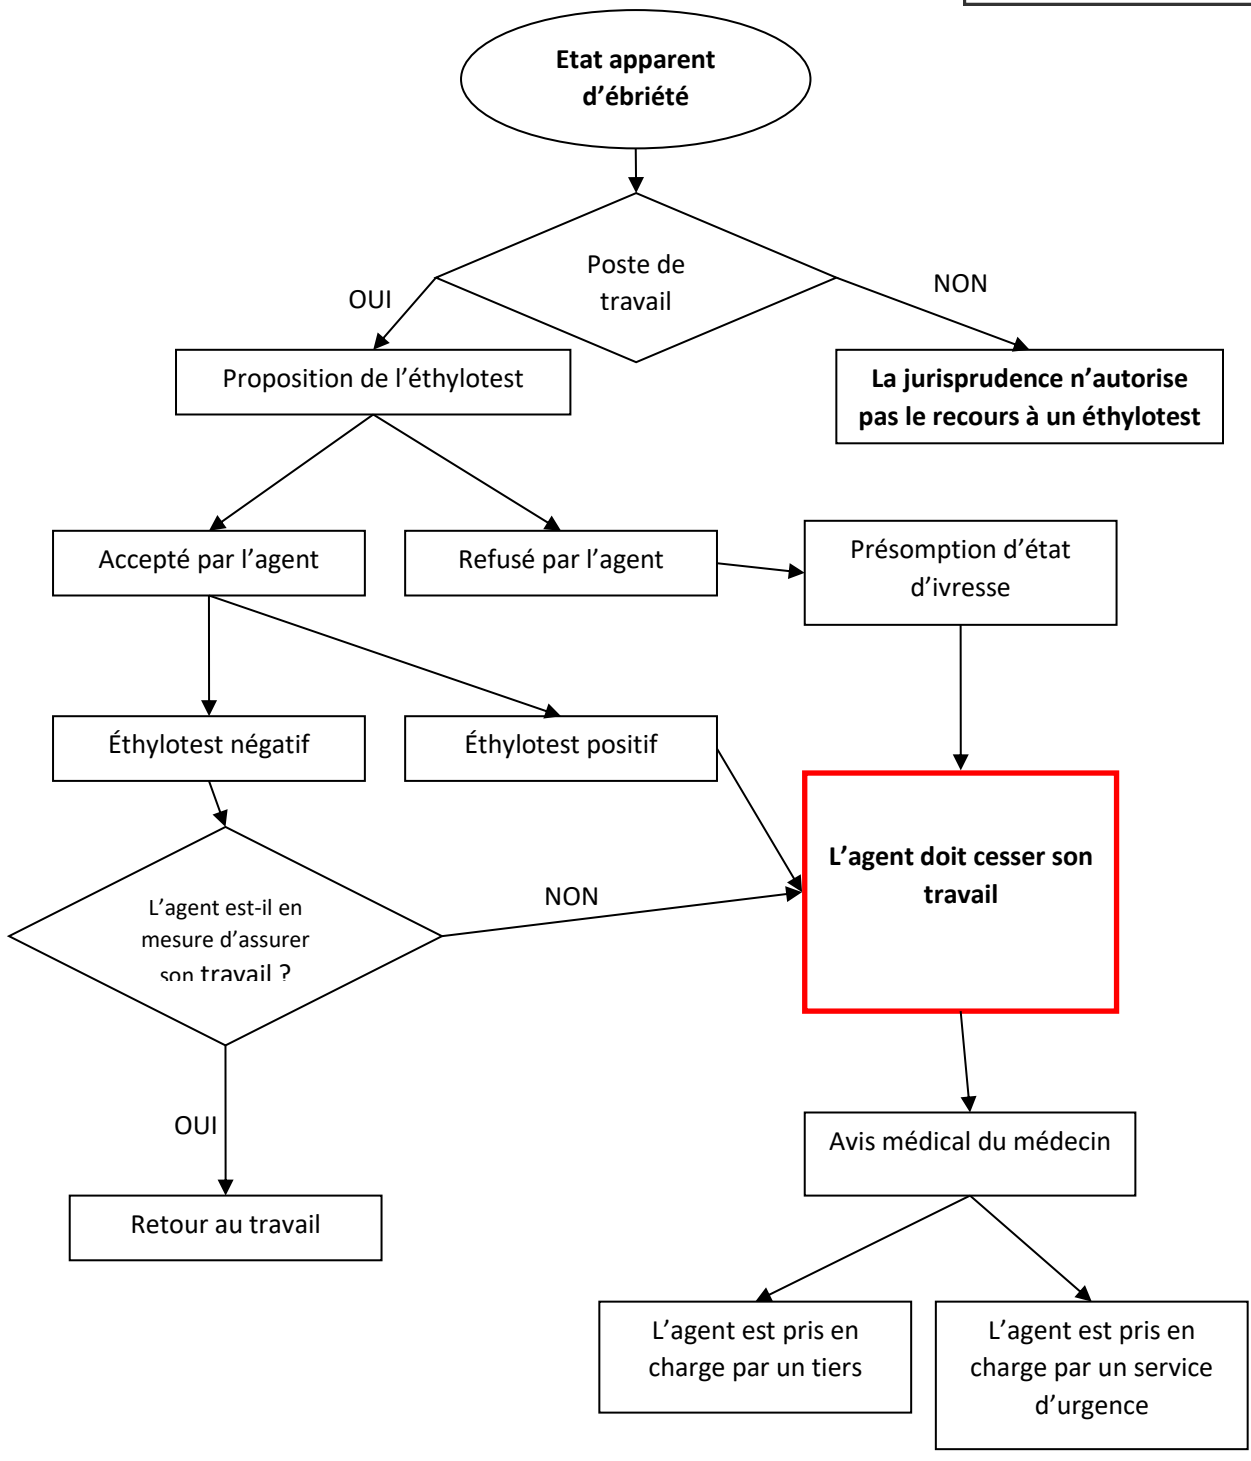 Etat apparent
d’ébriété
Poste de
travail
OUI
NON
Proposition de l’éthylotest
La jurisprudence n’autorise
pas le recours à un éthylotest
Accepté par l’agent
Refusé par l’agent
Présomption d’état
d’ivresse
Éthylotest négatif
Éthylotest positif
L’agent doit cesser son
travail
L’agent est-il en
mesure d’assurer
son travail ?
NON
OUI
Avis médical du médecin
Retour au travail
L’agent est pris en
charge par un tiers
L’agent est pris en
charge par un service
d’urgence